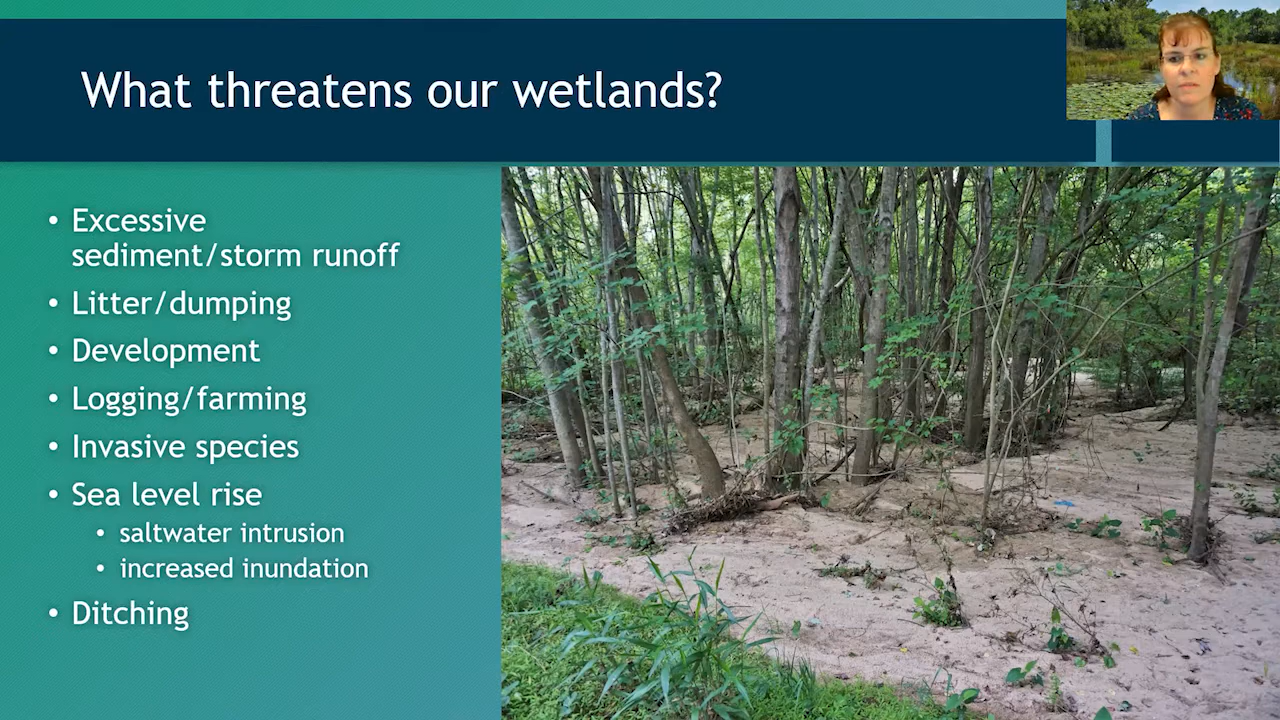 What threatens our wetlands?
• Excessive
sediment/storm runoff
• Litter/dumping
• Development
• Logging/farming
• Invasive species
• Sea level rise
• saltwater intrusion
• increased inundation
• Ditching